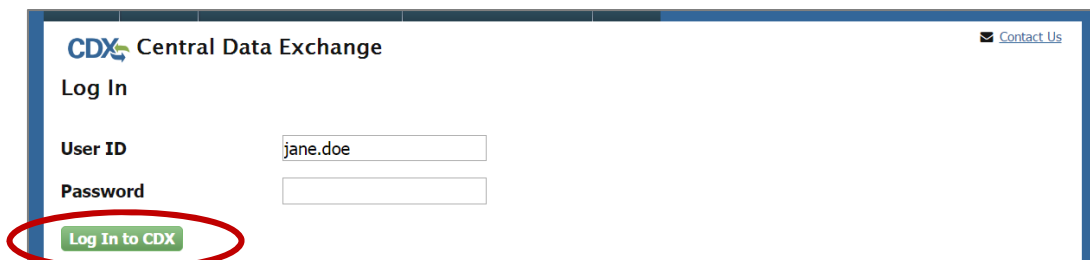 CDX Central Data Exchange
Contact Us
Log In
User ID jane.doe
Password
Log In to CDX